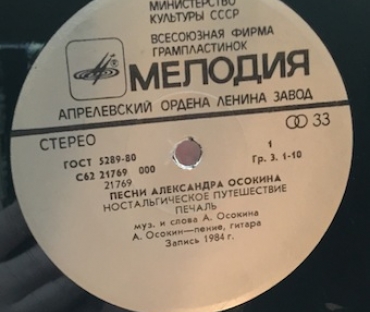 МИНИСТЕРСТВО
КУЛЬТУРЫ СССР
ВСЕСОЮЗНАЯ ФИРМА
ГРАМПЛАСТИНОК
МЕЛОДИЯ
АПРЕЛЕВСКИЙ ОРДЕНА ЛЕНИНА ЗАВОД
СТЕРЕО 33
ГОСТ 5289-80 1
С62 21769 000 Гр. 3. 1-10
21769
ПЕСНИ АЛЕКСАНДРА ОСОКИНА
НОСТАЛЬГИЧЕСКОЕ ПУТЕШЕСТВИЕ
ПЕЧАЛЬ
муз. и слова А. Осокина
А. Осокин—пение, гитара
Запись 1984 г.